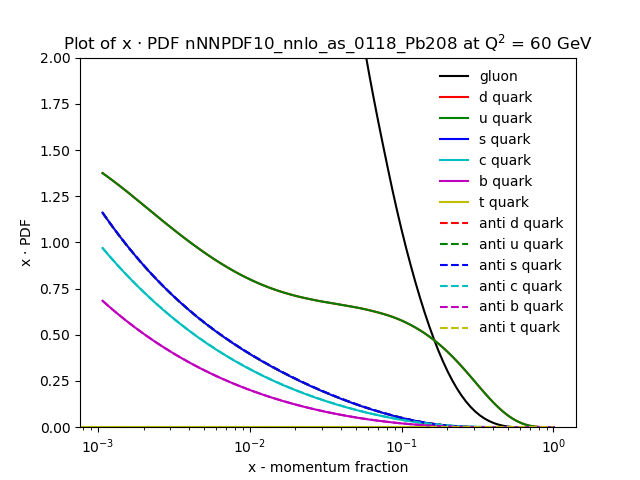 Plot of x · PDF nNNPDF10_nnlo_as_0118_Pb208 at Q² = 60 GeV
2.00
1.75
1.50
1.25
1.00
0.75
0.50
0.25
0.00
x · PDF
gluon
d quark
u quark
s quark
c quark
b quark
t quark
anti d quark
anti u quark
anti s quark
anti c quark
anti b quark
anti t quark
10⁻³ 10⁻² 10⁻¹ 10⁰
x - momentum fraction